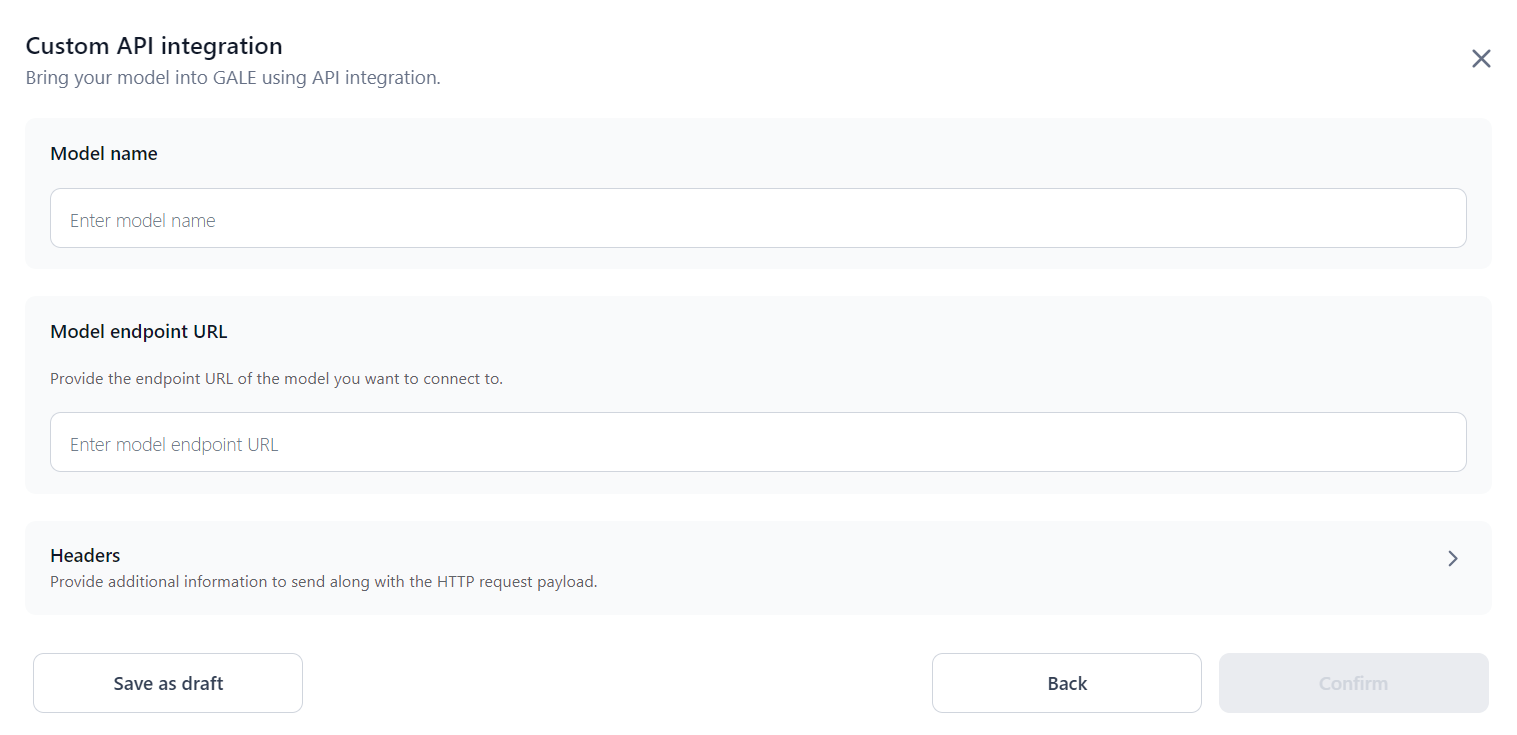 Custom API integration
Bring your model into GALE using API integration.
Model name
Enter model name
Model endpoint URL
Provide the endpoint URL of the model you want to connect to.
Enter model endpoint URL
Headers
Provide additional information to send along with the HTTP request payload.
Save as draft
Back
Confirm